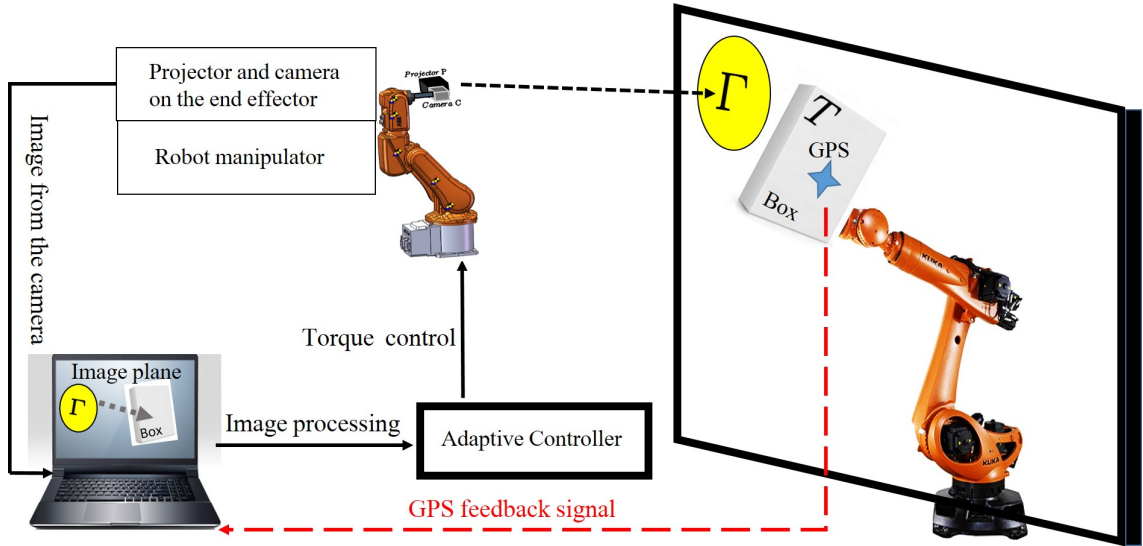 Projector and camera
on the end effector
Robot manipulator
Projector P
Camera C
Γ
T
GPS
Box
KUKA
KUKA
Image from the camera
Torque control
Image plane
Γ
Box
Image processing
Adaptive Controller
GPS feedback signal